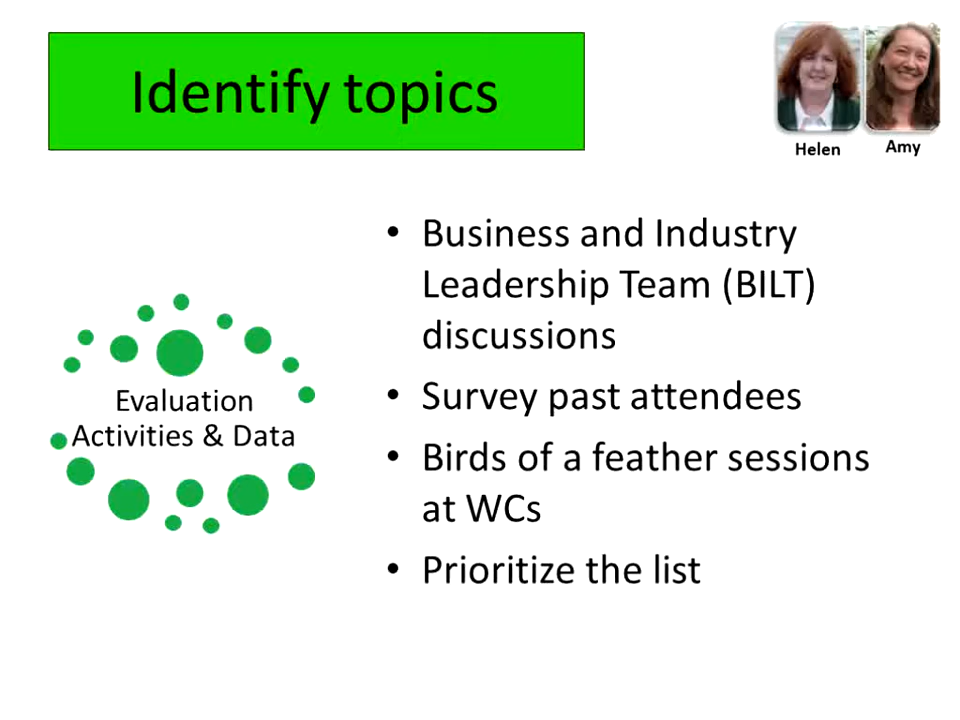 Identify topics
Helen
Amy
• Business and Industry
Leadership Team (BILT)
discussions
• Survey past attendees
• Birds of a feather sessions
at WCs
• Prioritize the list
Evaluation
Activities & Data